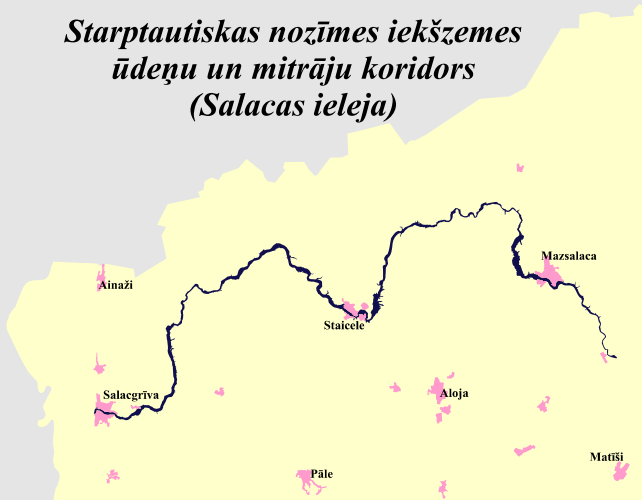 Starptautiskas nozīmes iekšzemes
ūdeņu un mitrāju koridors
(Salacas ieleja)
Mazsalaca
Ainaži
Staicele
Salacgrīva
Aloja
Matīši
Pāle